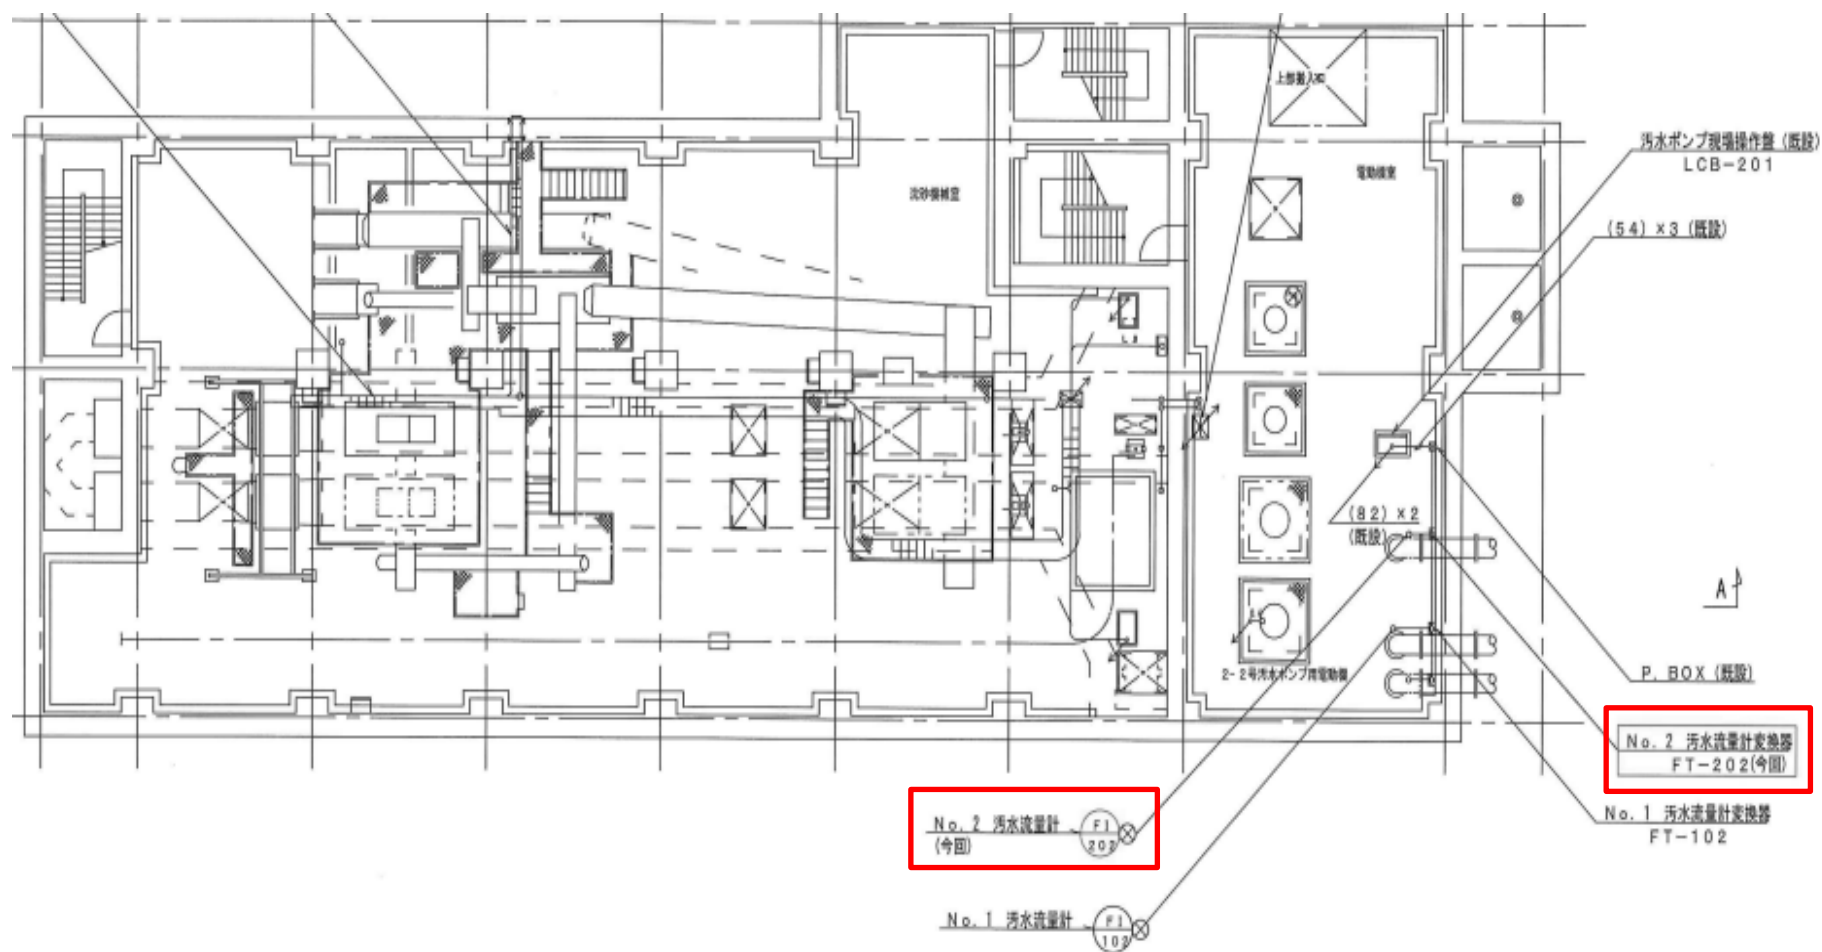 上部搬入口
汚水ポンプ現場操作盤 (既設)
LCB-201
電動機室
沈砂機械室
(54) ×3 (既設)
(82) ×2
(既設)
A
2-2号汚水ポンプ用電動機
P. BOX (既設)
No. 2 汚水流量計変換器
FT-202(今回)
No. 1 汚水流量計変換器
FT-102
No. 2 汚水流量計
(今回)
FI
202
No. 1 汚水流量計
FI
102